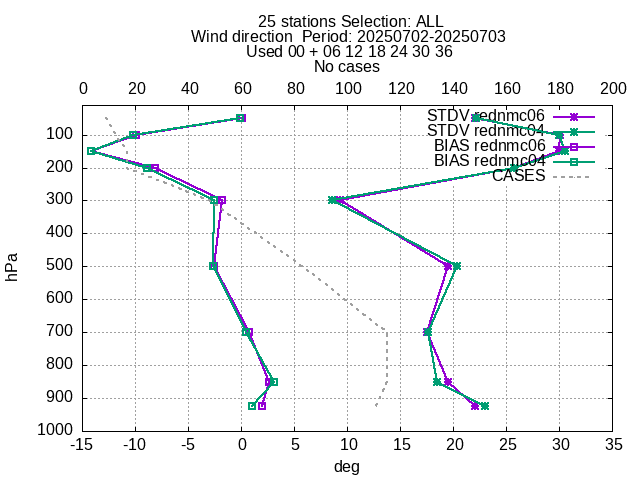 25 stations Selection: ALL
Wind direction  Period: 20250702-20250703
Used 00 + 06 12 18 24 30 36
No cases
0 20 40 60 80 100 120 140 160 180 200
STDV rednmc06
STDV rednmc04
BIAS rednmc06
BIAS rednmc04
CASES
100
200
300
400
500
600
700
800
900
1000
hPa
-15 -10 -5 0 5 10 15 20 25 30 35
deg